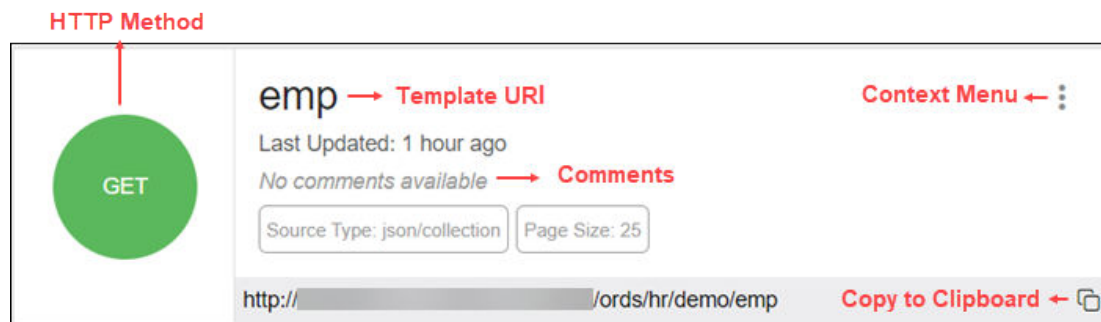 HTTP Method
emp Template URI Context Menu
Last Updated: 1 hour ago
GET
No comments available Comments
Source Type: json/collection Page Size: 25
http:// /ords/hr/demo/emp Copy to Clipboard